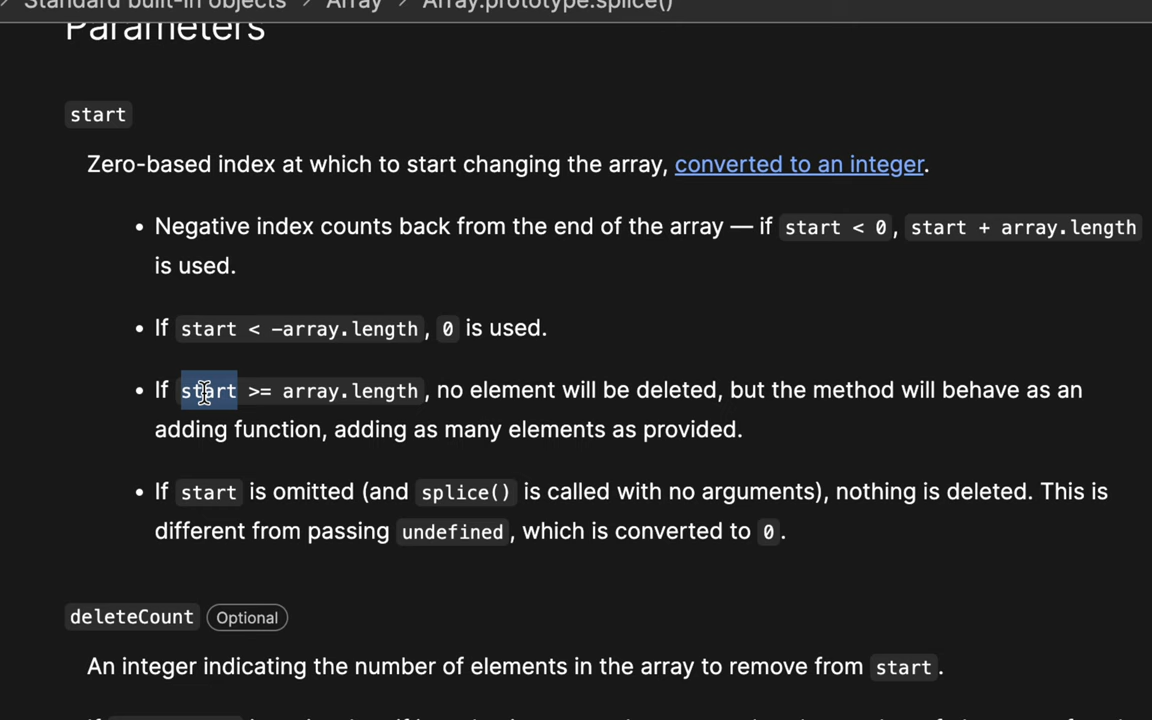 Standard built-in objects > Array > Array.prototype.splice()
Parameters
start
Zero-based index at which to start changing the array, converted to an integer.
• Negative index counts back from the end of the array — if start < 0, start + array.length
is used.
• If start < -array.length, 0 is used.
• If start >= array.length, no element will be deleted, but the method will behave as an
adding function, adding as many elements as provided.
• If start is omitted (and splice() is called with no arguments), nothing is deleted. This is
different from passing undefined, which is converted to 0.
deleteCount Optional
An integer indicating the number of elements in the array to remove from start.